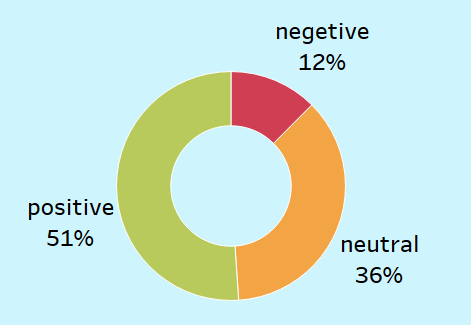 negetive
12%
positive
51%
neutral
36%